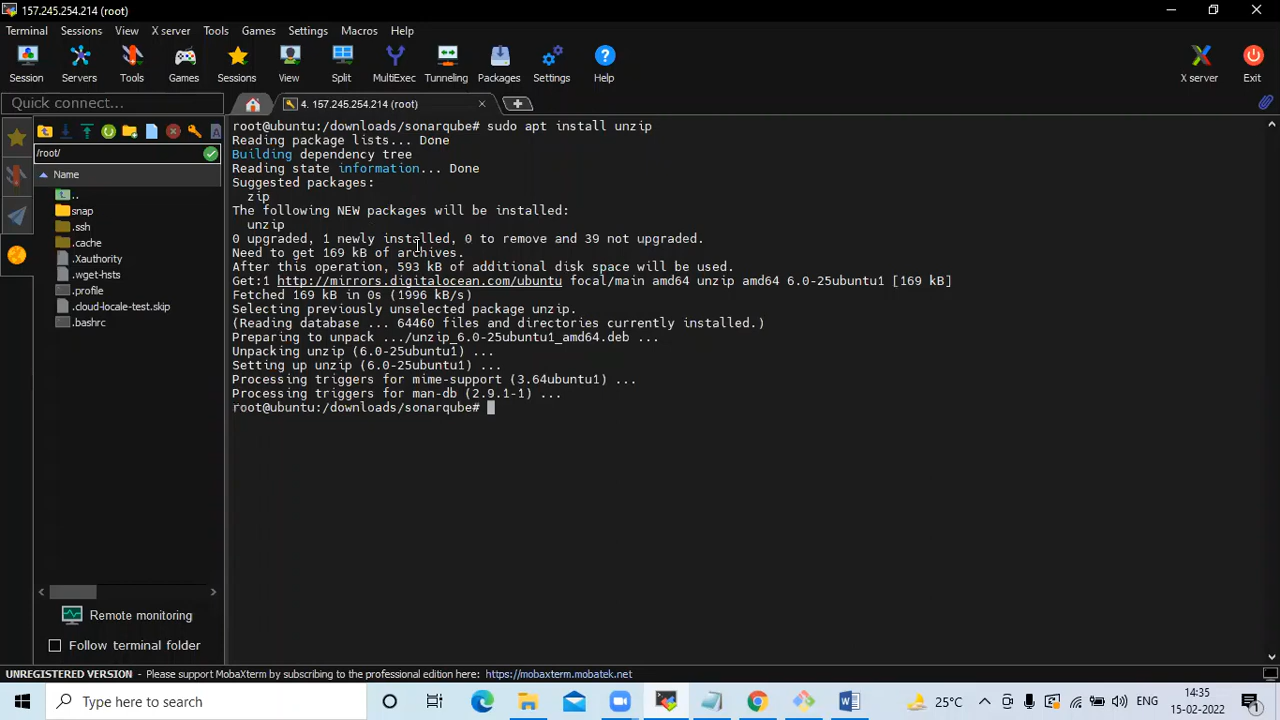 157.245.254.214 (root)
Terminal Sessions View X server Tools Games Settings Macros Help
Session Servers Tools Games Sessions View Split MultiExec Tunneling Packages Settings Help X server Exit
Quick connect...
4. 157.245.254.214 (root)
/root/
Name
..
snap
.ssh
.cache
.Xauthority
.wget-hsts
.profile
.cloud-locale-test.skip
.bashrc
Remote monitoring
Follow terminal folder
root@ubuntu:/downloads/sonarqube# sudo apt install unzip
Reading package lists... Done
Building dependency tree
Reading state information... Done
Suggested packages:
zip
The following NEW packages will be installed:
unzip
0 upgraded, 1 newly installed, 0 to remove and 39 not upgraded.
Need to get 169 kB of archives.
After this operation, 593 kB of additional disk space will be used.
Get:1 http://mirrors.digitalocean.com/ubuntu focal/main amd64 unzip amd64 6.0-25ubuntu1 [169 kB]
Fetched 169 kB in 0s (1996 kB/s)
Selecting previously unselected package unzip.
(Reading database ... 64460 files and directories currently installed.)
Preparing to unpack .../unzip_6.0-25ubuntu1_amd64.deb ...
Unpacking unzip (6.0-25ubuntu1) ...
Setting up unzip (6.0-25ubuntu1) ...
Processing triggers for mime-support (3.64ubuntu1) ...
Processing triggers for man-db (2.9.1-1) ...
root@ubuntu:/downloads/sonarqube#
UNREGISTERED VERSION - Please support MobaXterm by subscribing to the professional edition here: https://mobaxterm.mobatek.net
Type here to search
25°C
ENG
14:35
15-02-2022
1